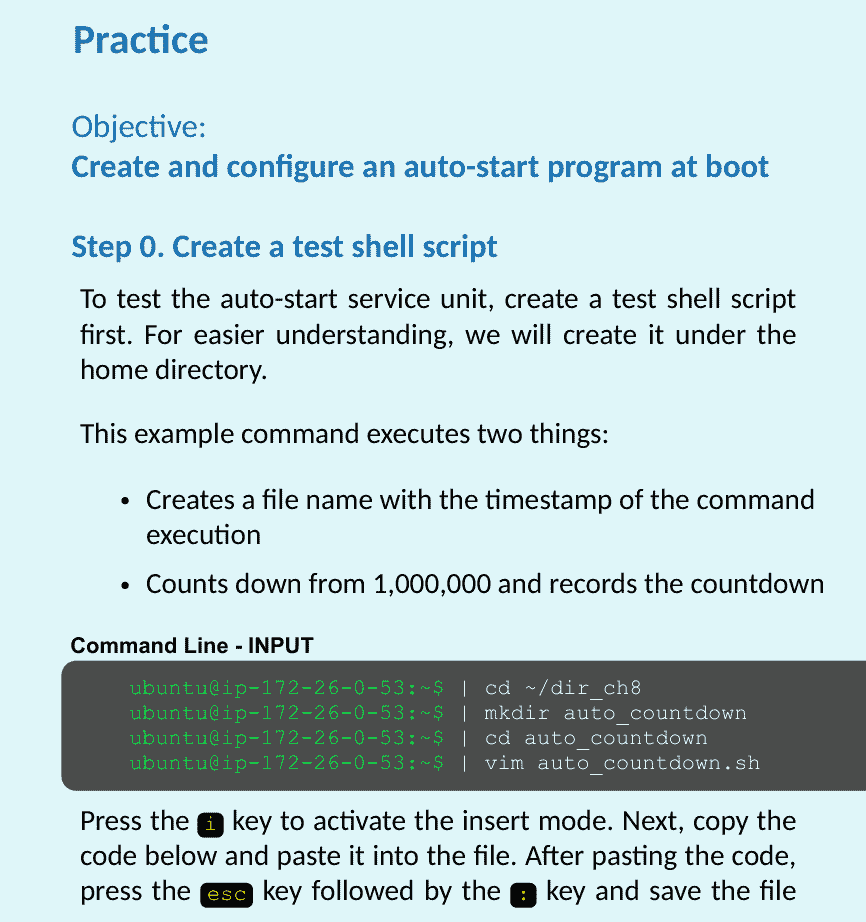 Practice
Objective:
Create and configure an auto-start program at boot
Step 0. Create a test shell script
To test the auto-start service unit, create a test shell script
first. For easier understanding, we will create it under the
home directory.
This example command executes two things:
• Creates a file name with the timestamp of the command
execution
• Counts down from 1,000,000 and records the countdown
Command Line - INPUT
ubuntu@ip-172-26-0-53:~$ | cd ~/dir_ch8
ubuntu@ip-172-26-0-53:~$ | mkdir auto_countdown
ubuntu@ip-172-26-0-53:~$ | cd auto_countdown
ubuntu@ip-172-26-0-53:~$ | vim auto_countdown.sh
Press the i key to activate the insert mode. Next, copy the
code below and paste it into the file. After pasting the code,
press the esc key followed by the : key and save the file